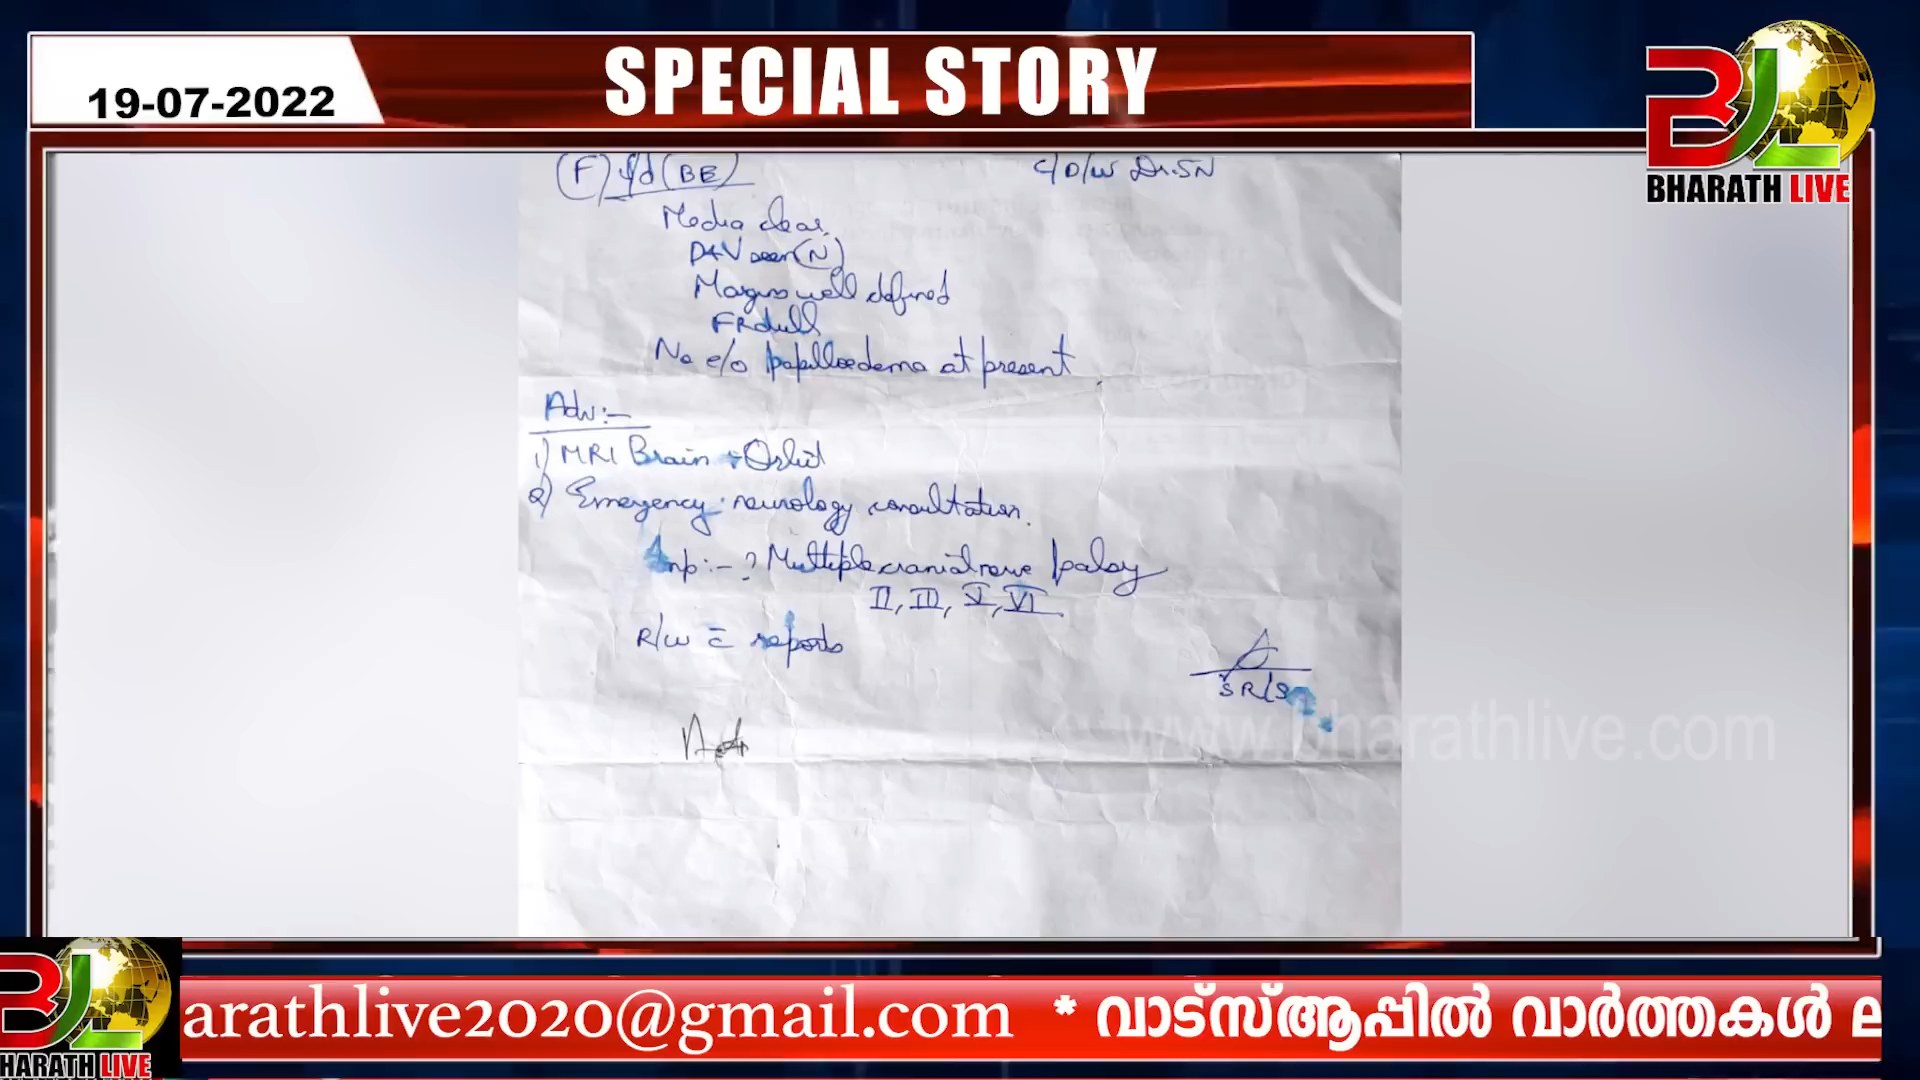 19-07-2022
SPECIAL STORY
BHARATH LIVE
(F) (BE)
C/D/W Dr. SN
Media clear
D+V seen (N)
Margins well defined
FR dull
No e/o papilloedema at present
Adv:-
1) MRI Brain + Orbit
2) Emergency neurology consultation.
Imp:- ? Multiple cranial nerve palsy
II, III, V, VI
R/W c̄ reports
SR/S
www.bharathlive.com
arathlive2020@gmail.com * വാട്സ്ആപ്പിൽ വാർത്തകൾ ല
HARATH LIVE